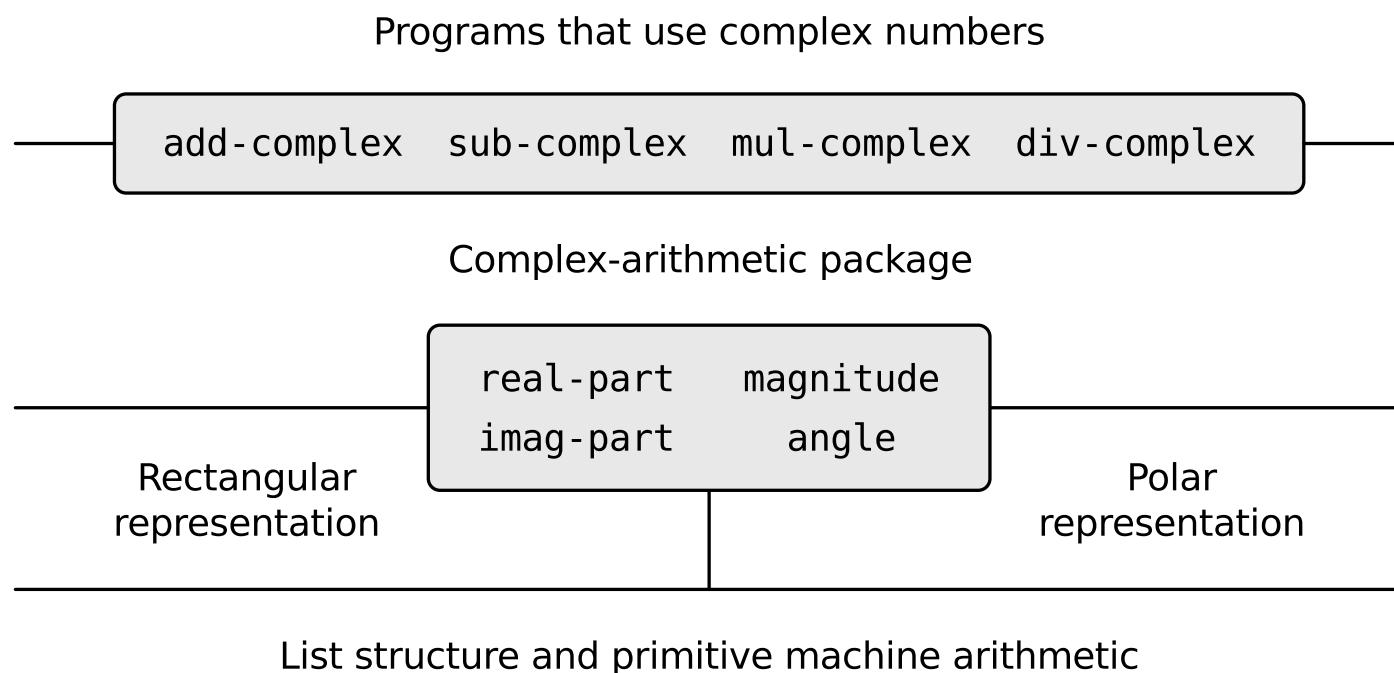 Programs that use complex numbers
add-complex sub-complex mul-complex div-complex
Complex-arithmetic package
real-part magnitude
imag-part angle
Rectangular
representation
Polar
representation
List structure and primitive machine arithmetic